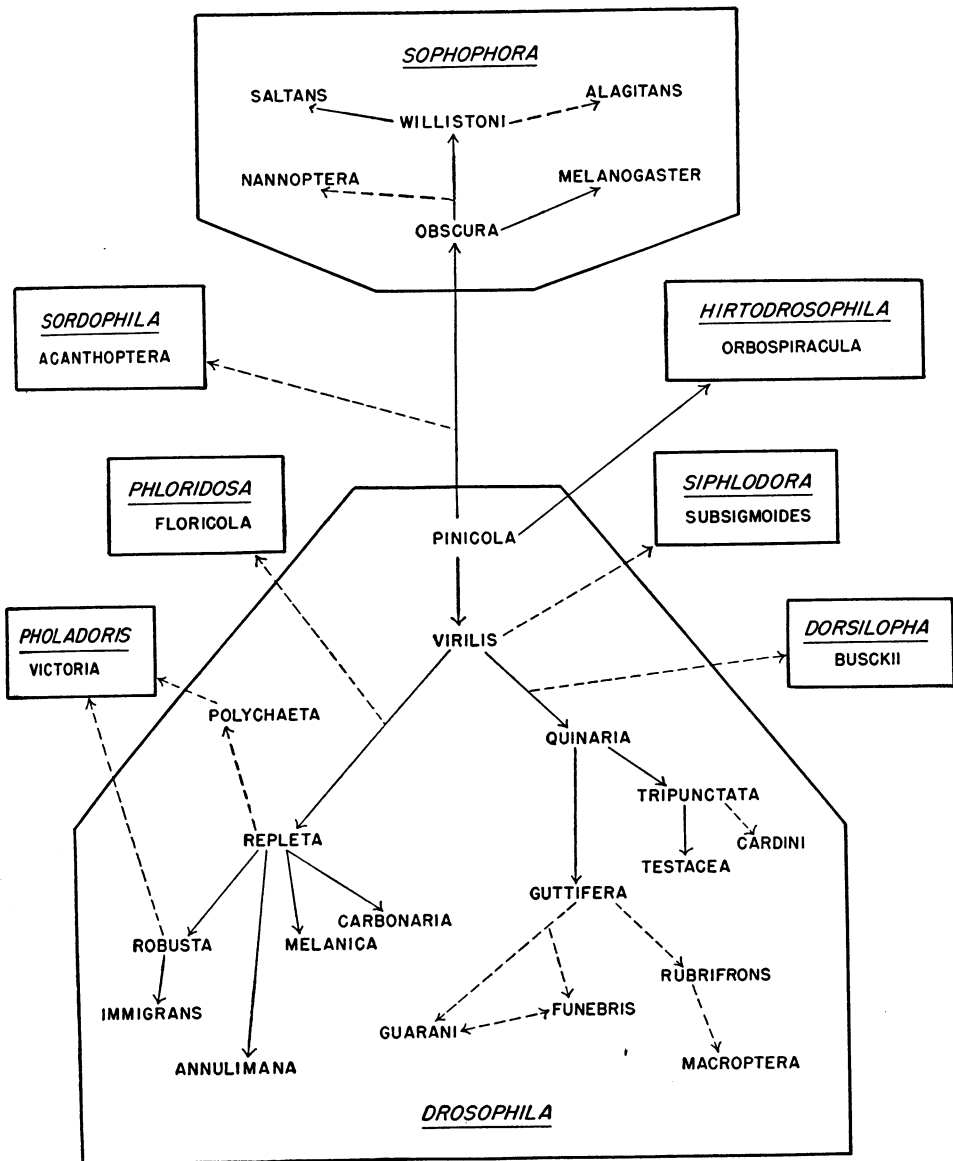 SOPHOPHORA
SALTANS
ALAGITANS
WILLISTONI
NANNOPTERA
MELANOGASTER
OBSCURA
SORDOPHILA
ACANTHOPTERA
HIRTODROSOPHILA
ORBOSPIRACULA
PHLORIDOSA
FLORICOLA
SIPHLODORA
SUBSIGMOIDES
PINICOLA
PHOLADORIS
VICTORIA
VIRILIS
DORSILOPHA
BUSCKII
POLYCHAETA
QUINARIA
TRIPUNCTATA
REPLETA
CARDINI
TESTACEA
GUTTIFERA
CARBONARIA
ROBUSTA
MELANICA
RUBRIFRONS
IMMIGRANS
FUNEBRIS
GUARANI
ANNULIMANA
MACROPTERA
DROSOPHILA